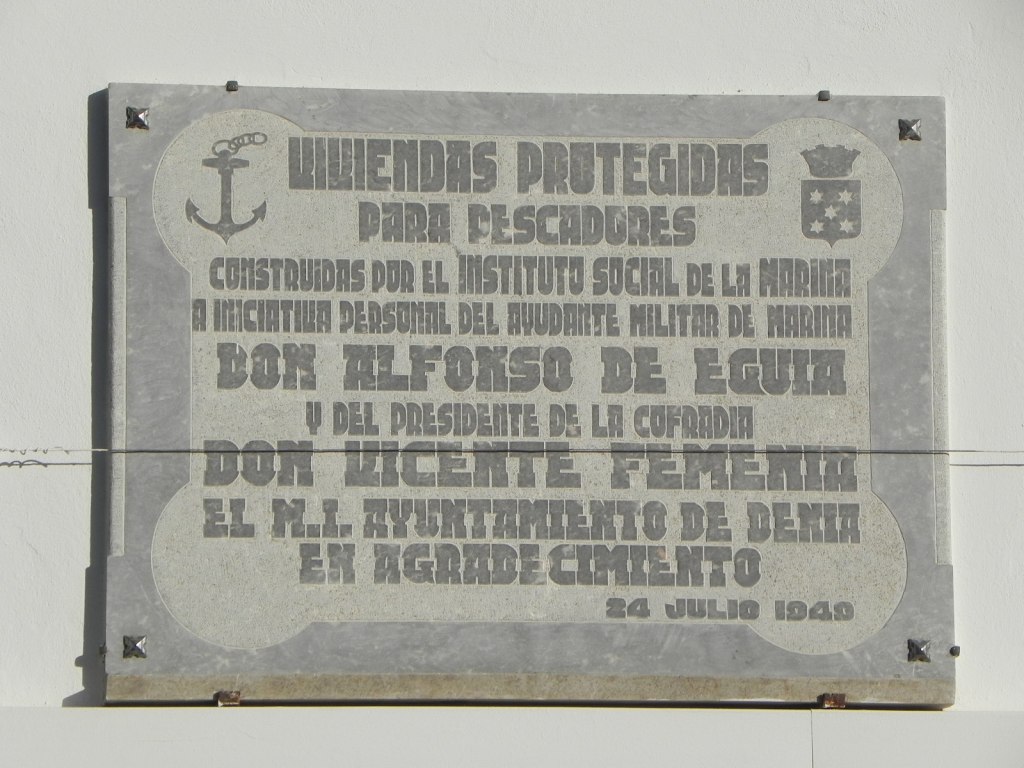 VIVIENDAS PROTEGIDAS
PARA PESCADORES
CONSTRUIDAS POR EL INSTITUTO SOCIAL DE LA MARINA
A INICIATIVA PERSONAL DEL AYUDANTE MILITAR DE MARINA
DON ALFONSO DE EGUIA
Y DEL PRESIDENTE DE LA COFRADIA
DON VICENTE FEMENIA
EL M.I. AYUNTAMIENTO DE DENIA
EN AGRADECIMIENTO
24 JULIO 1949